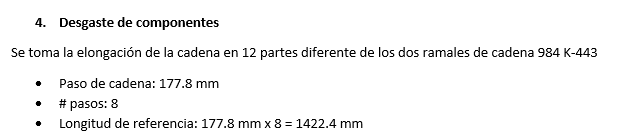 4. Desgaste de componentes
Se toma la elongación de la cadena en 12 partes diferente de los dos ramales de cadena 984 K-443
• Paso de cadena: 177.8 mm
• # pasos: 8
• Longitud de referencia: 177.8 mm x 8 = 1422.4 mm